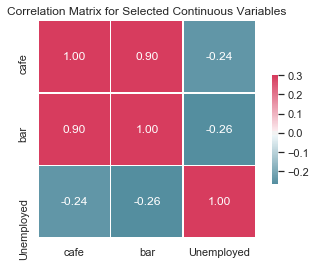 Correlation Matrix for Selected Continuous Variables
cafe
1.00 0.90 -0.24
bar
0.90 1.00 -0.26
Unemployed
-0.24 -0.26 1.00
cafe bar Unemployed
0.3
0.2
0.1
0.0
-0.1
-0.2